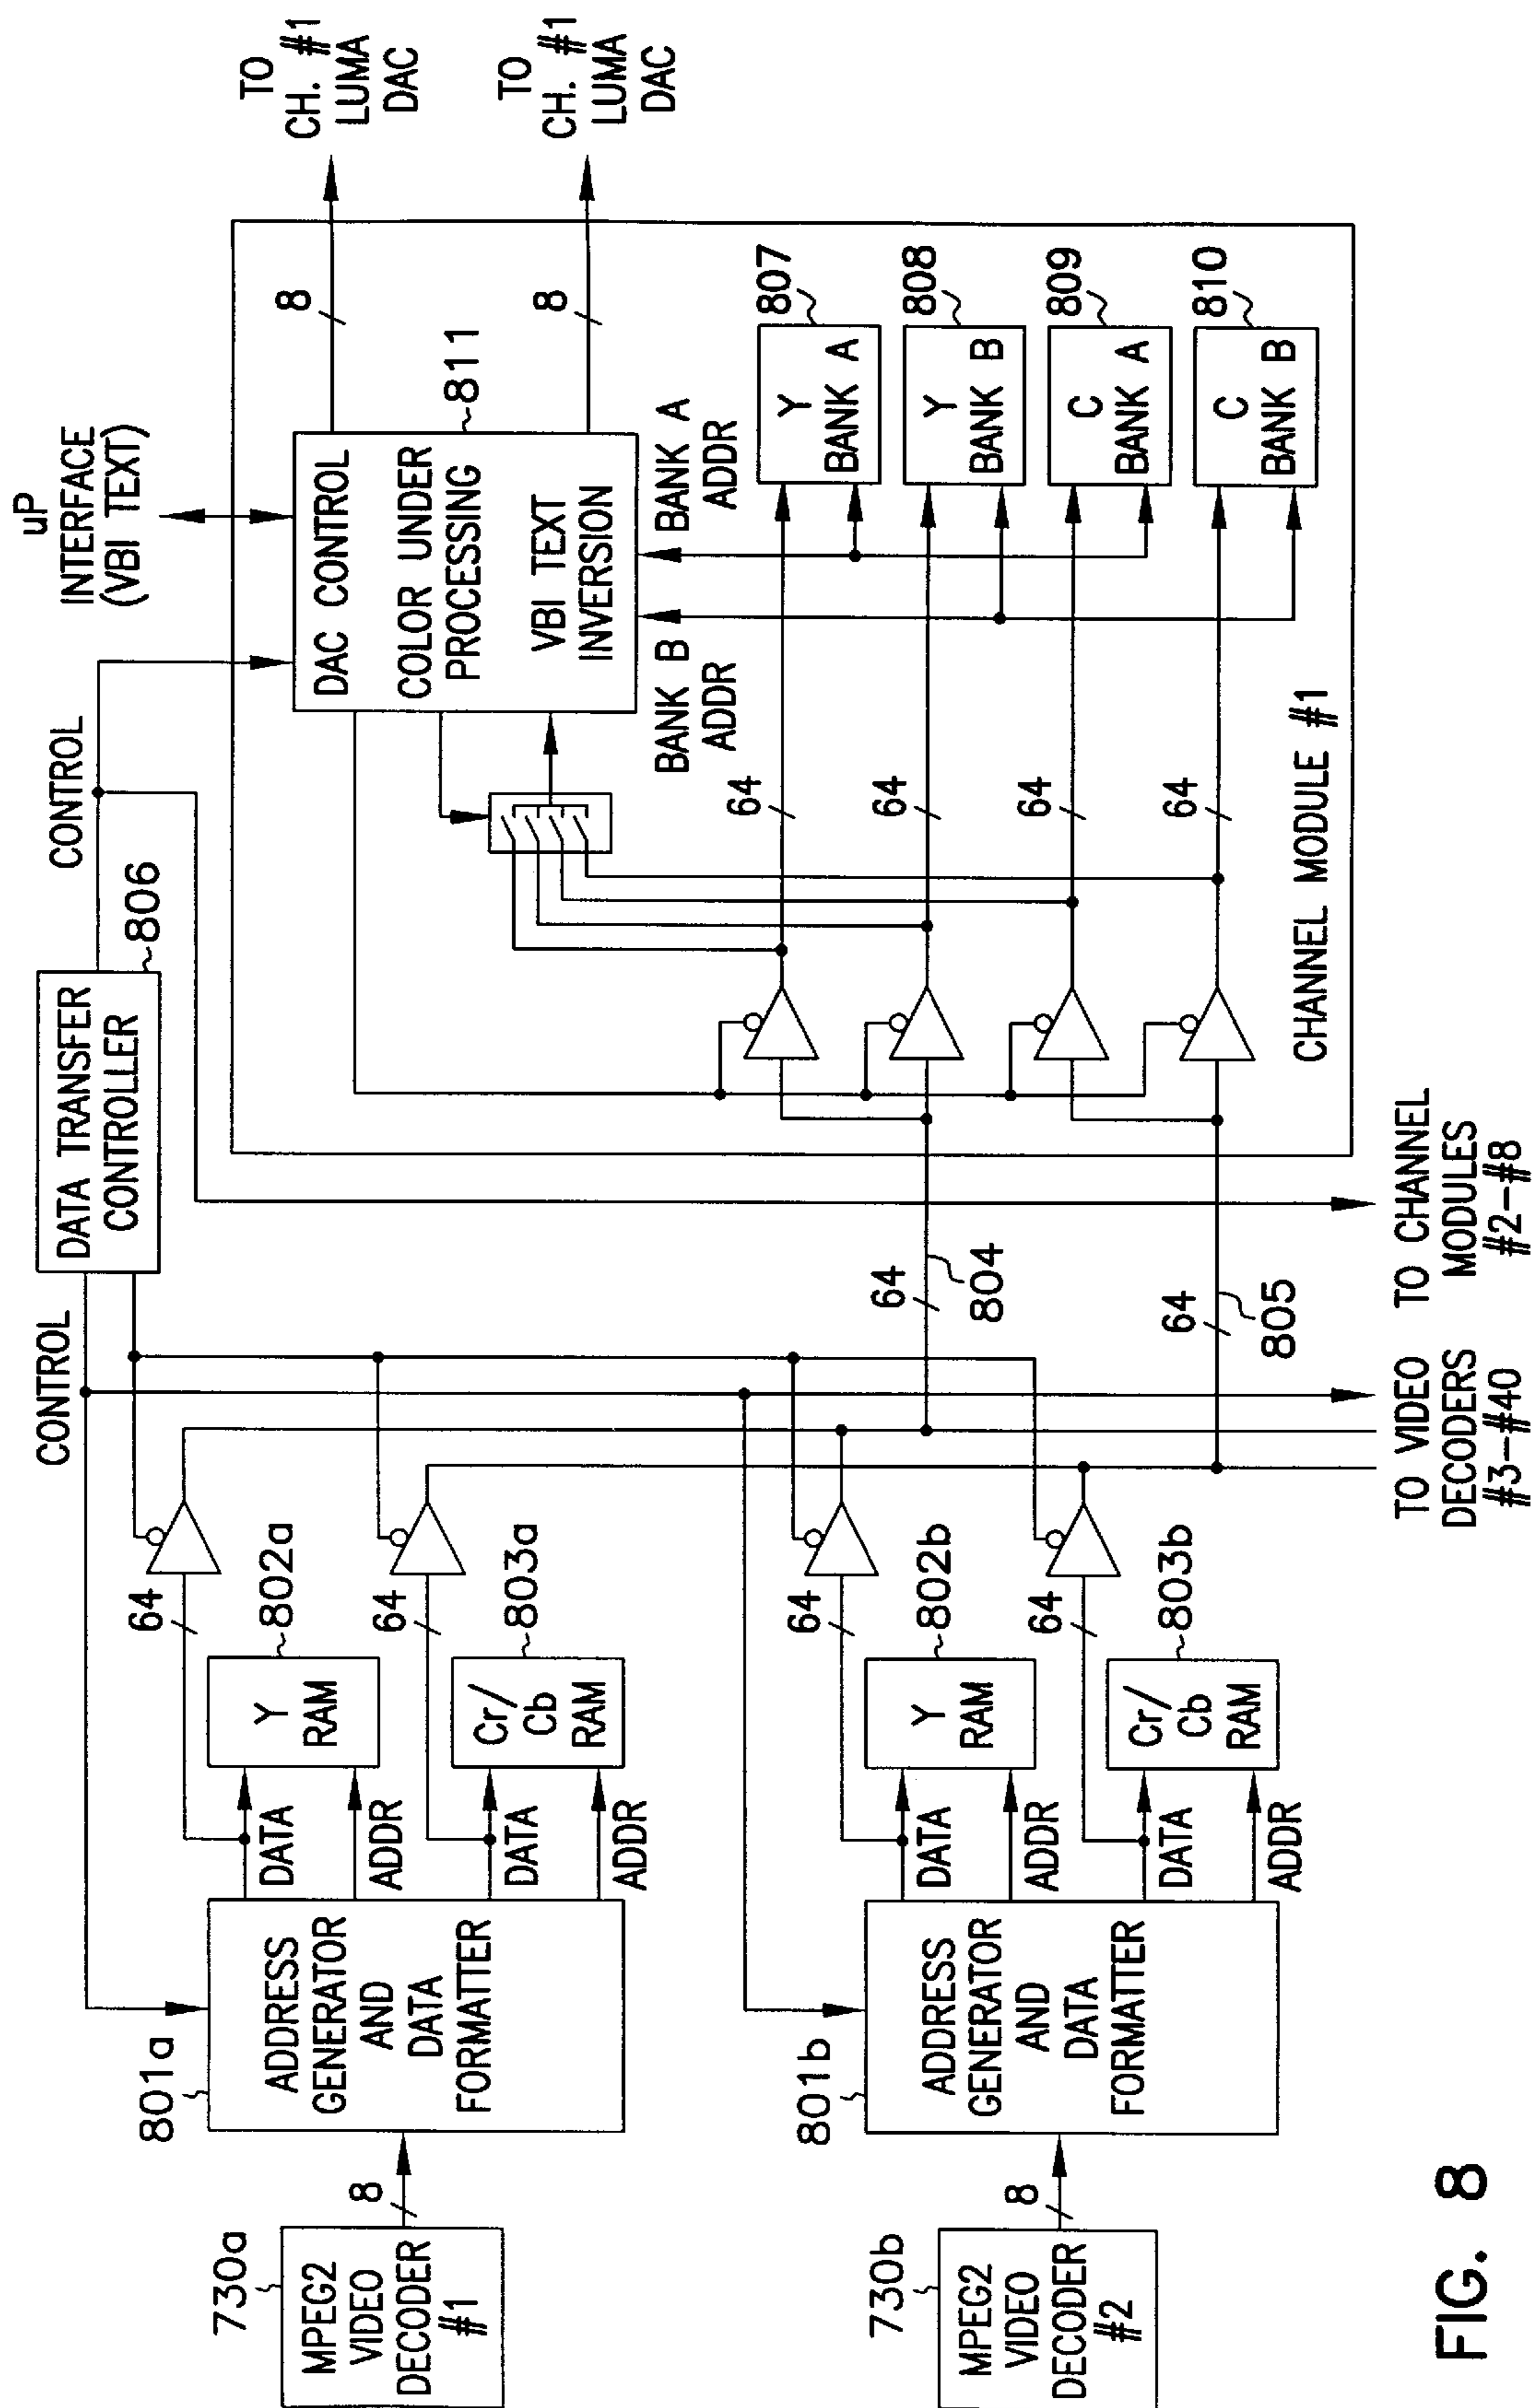 730a
MPEG2
VIDEO
DECODER
#1
8
801a
ADDRESS
GENERATOR
AND
DATA
FORMATTER
DATA
ADDR
DATA
ADDR
64
Y
RAM
802a
64
Cr/
Cb
RAM
803a
730b
MPEG2
VIDEO
DECODER
#2
8
801b
ADDRESS
GENERATOR
AND
DATA
FORMATTER
DATA
ADDR
DATA
ADDR
64
Y
RAM
802b
64
Cr/
Cb
RAM
803b
CONTROL
DATA TRANSFER
CONTROLLER
806
CONTROL
64
804
64
805
TO VIDEO
DECODERS
#3-#40
TO CHANNEL
MODULES
#2-#8
uP
INTERFACE
(VBI TEXT)
DAC CONTROL
COLOR UNDER
PROCESSING
VBI TEXT
INVERSION
811
8
TO
CH. #1
LUMA
DAC
8
TO
CH. #1
LUMA
DAC
BANK B
ADDR
BANK A
ADDR
64
64
64
64
Y
BANK A
807
Y
BANK B
808
C
BANK A
809
C
BANK B
810
CHANNEL MODULE #1
FIG. 8